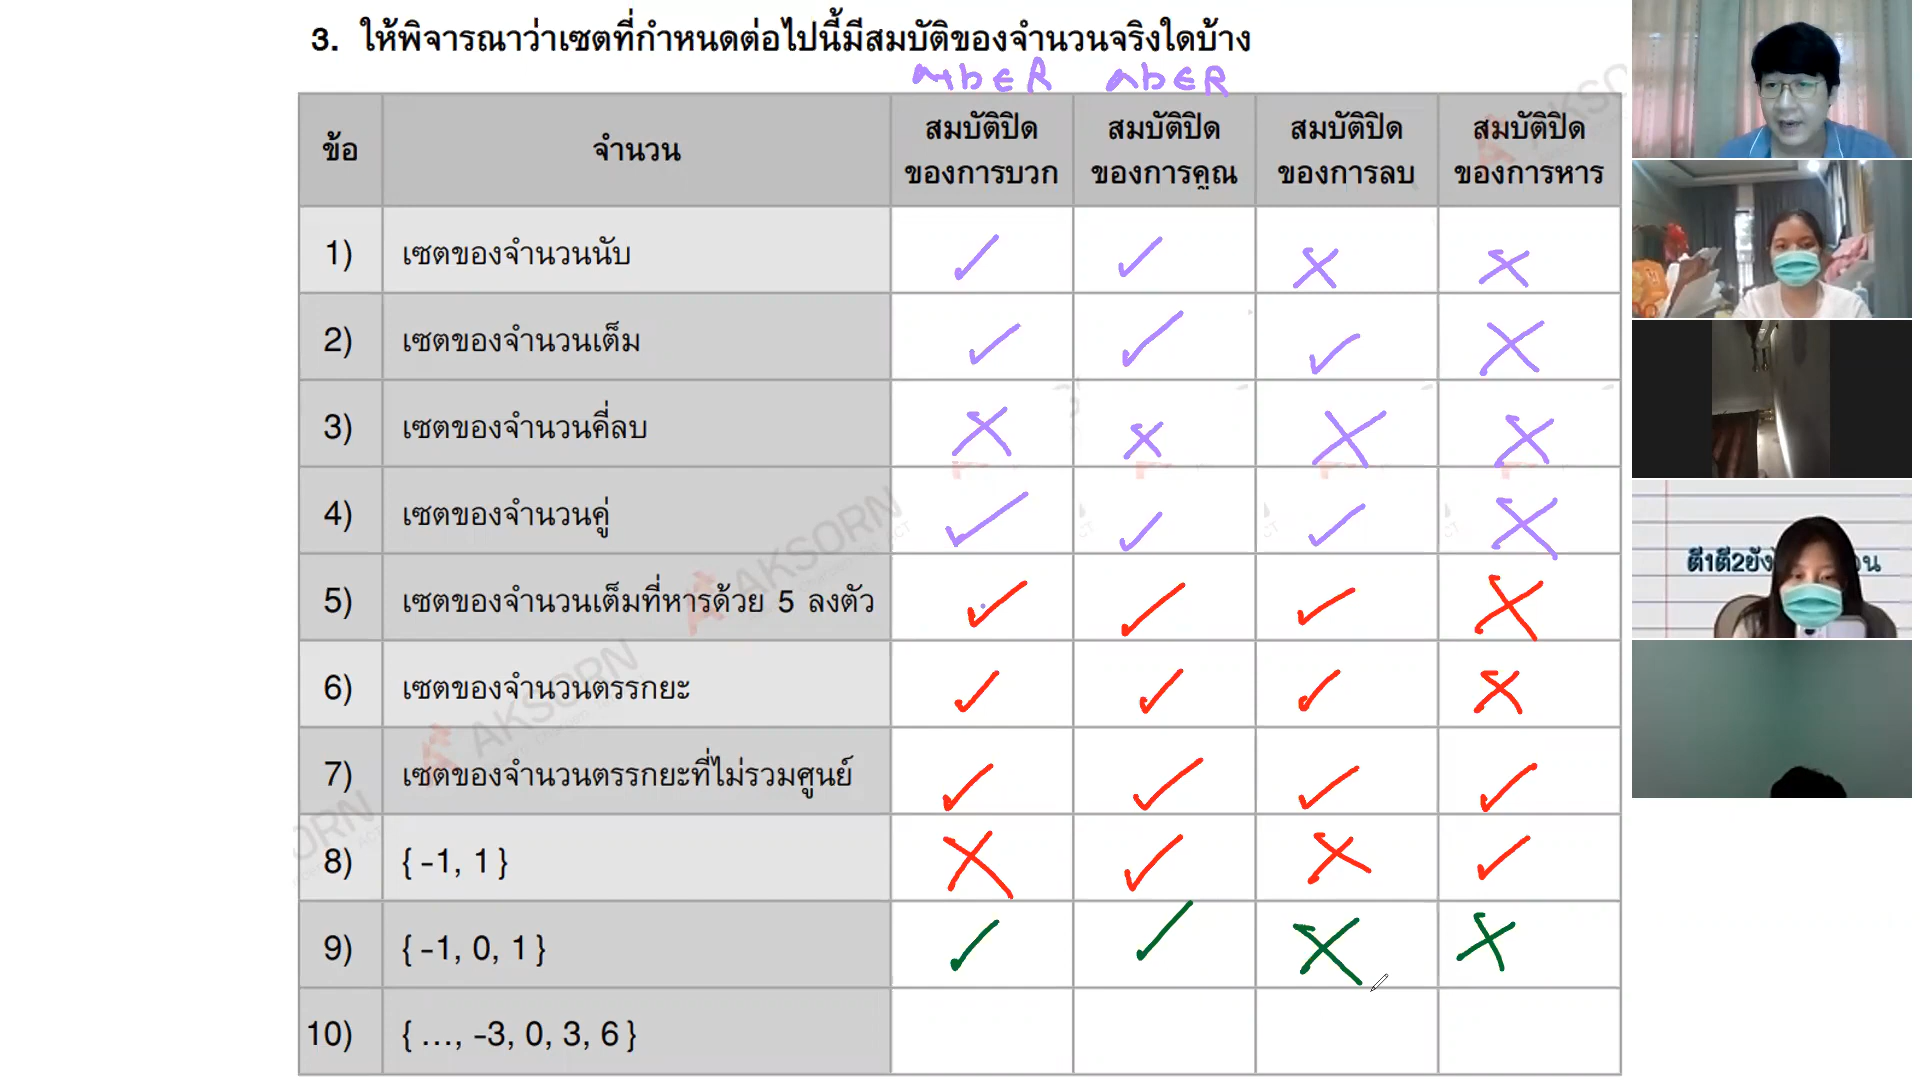 3. ให้พิจารณาว่าเซตที่กำหนดต่อไปนี้มีสมบัติของจำนวนจริงใดบ้าง
a+b∈R ab∈R
ข้อ จำนวน สมบัติปิดของการบวก สมบัติปิดของการคูณ สมบัติปิดของการลบ สมบัติปิดของการหาร
1) เซตของจำนวนนับ ✓ ✓ ✗ ✗
2) เซตของจำนวนเต็ม ✓ ✓ ✓ ✗
3) เซตของจำนวนคี่ลบ ✗ ✗ ✗ ✗
4) เซตของจำนวนคู่ ✓ ✓ ✓ ✗
5) เซตของจำนวนเต็มที่หารด้วย 5 ลงตัว ✓ ✓ ✓ ✗
6) เซตของจำนวนตรรกยะ ✓ ✓ ✓ ✗
7) เซตของจำนวนตรรกยะที่ไม่รวมศูนย์ ✓ ✓ ✓ ✓
8) { -1, 1 } ✗ ✓ ✗ ✓
9) { -1, 0, 1 } ✓ ✓ ✗ ✗
10) { ..., -3, 0, 3, 6 }
AKSORN
AKSORN
ตี1ตี2ยัง